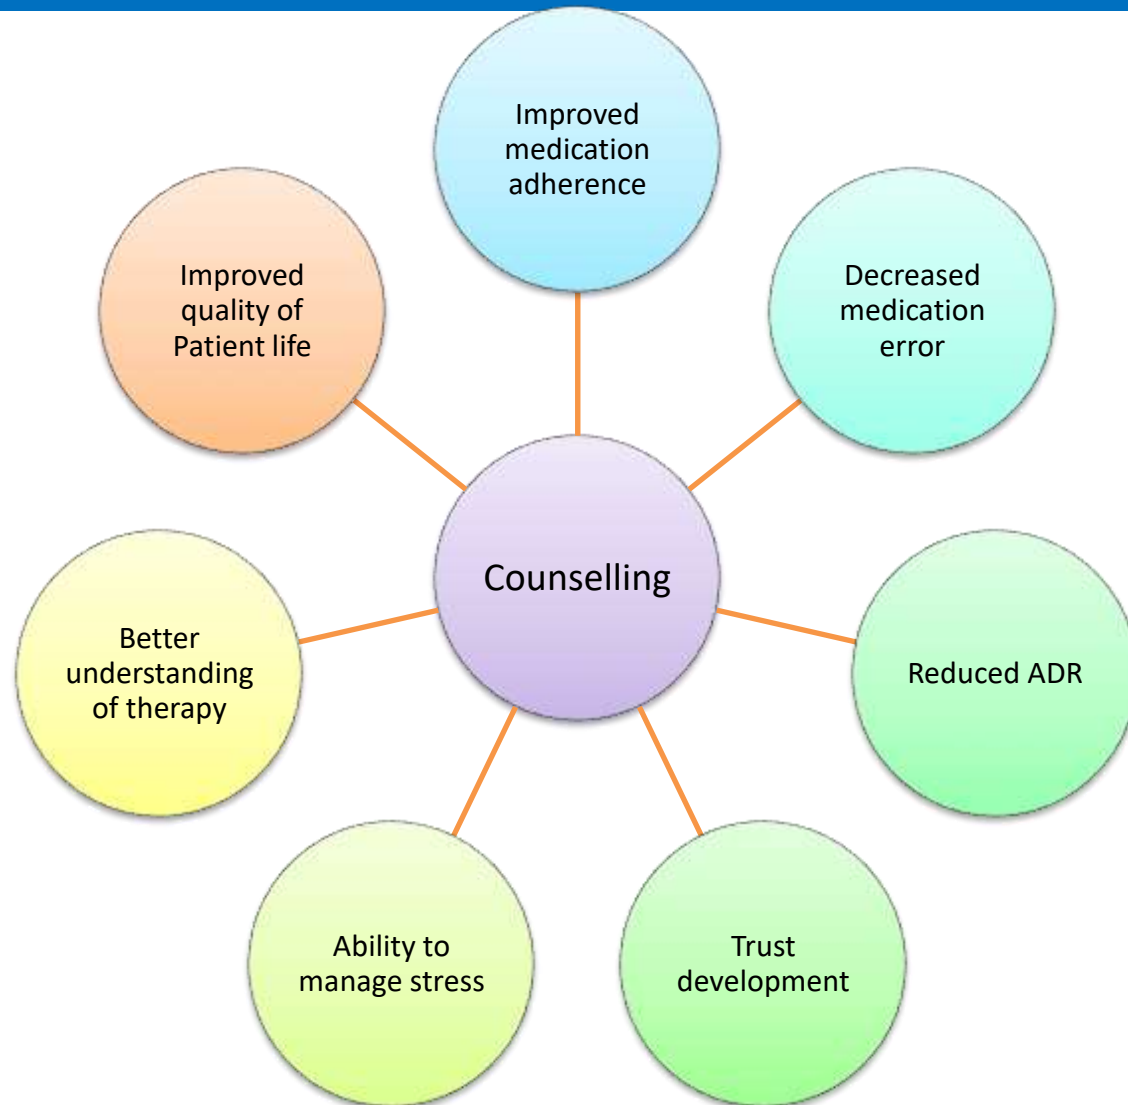 Improved
medication
adherence
Decreased
medication
error
Reduced ADR
Trust
development
Ability to
manage stress
Better
understanding
of therapy
Improved
quality of
Patient life
Counselling